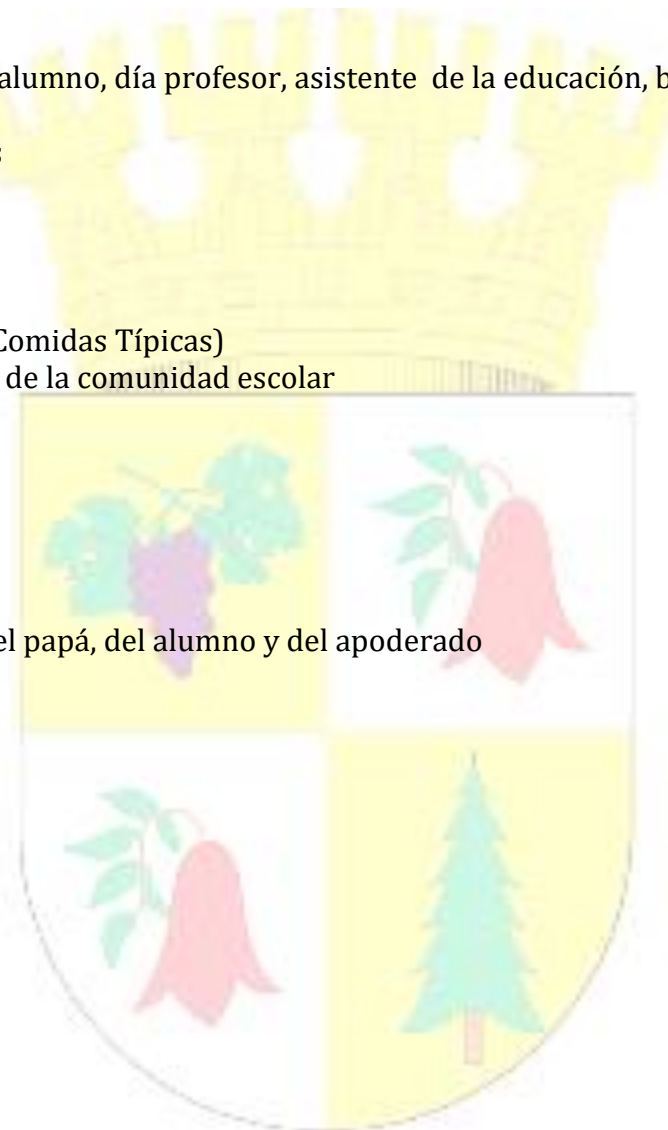 alumno, día profesor, asistente de la educación, b
s
Comidas Típicas)
de la comunidad escolar
el papá, del alumno y del apoderado